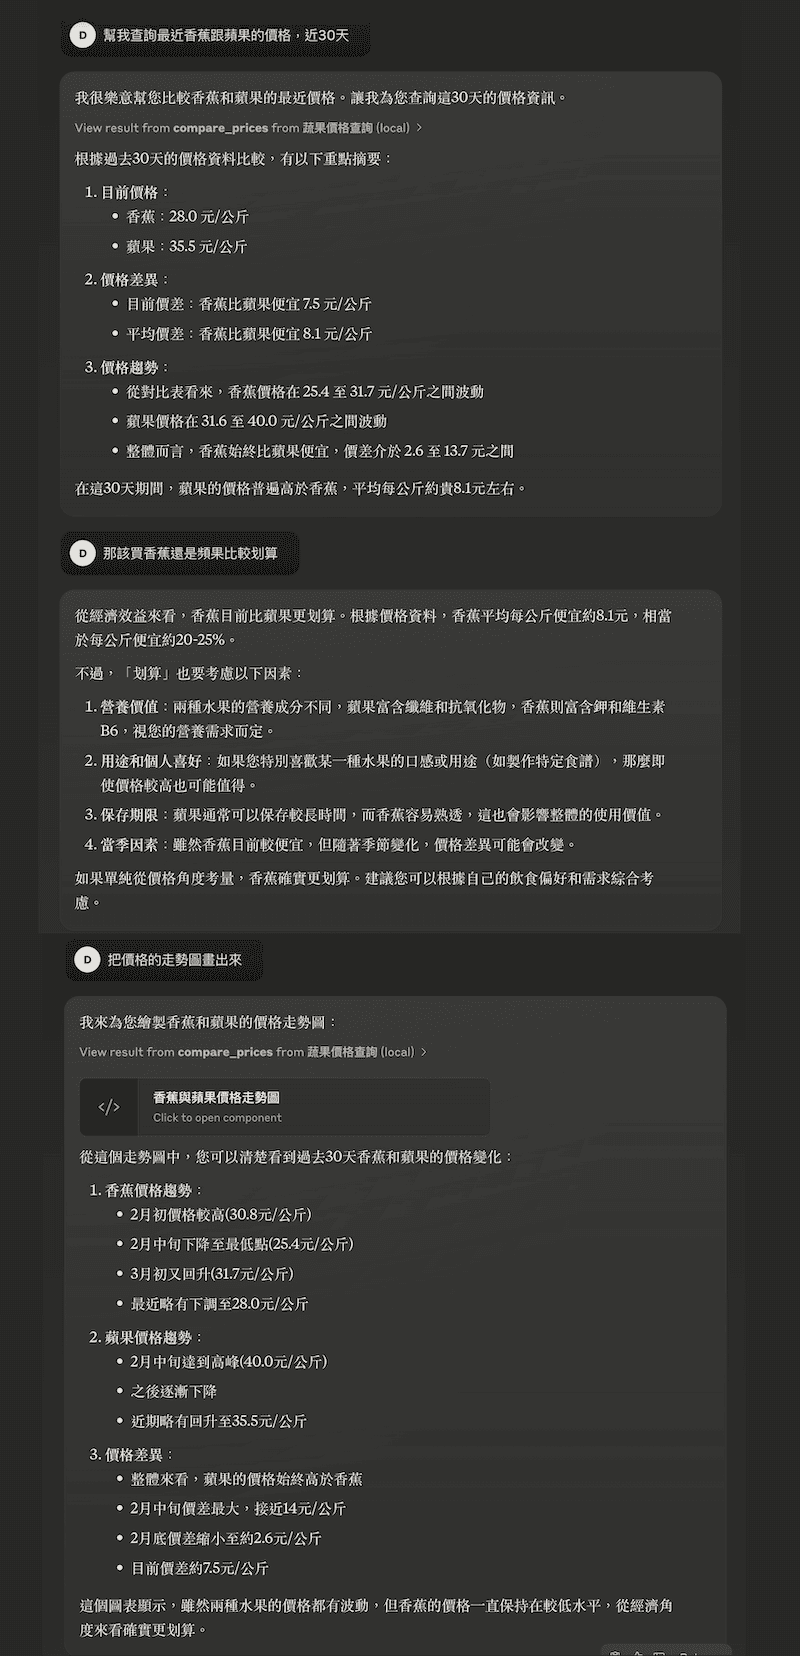 D 幫我查詢最近香蕉跟蘋果的價格，近30天
我很樂意幫您比較香蕉和蘋果的最近價格。讓我為您查詢這30天的價格資訊。
View result from compare_prices from 蔬果價格查詢 (local) >
根據過去30天的價格資料比較，有以下重點摘要：
1. 目前價格：
• 香蕉：28.0 元/公斤
• 蘋果：35.5 元/公斤
2. 價格差異：
• 目前價差：香蕉比蘋果便宜 7.5 元/公斤
• 平均價差：香蕉比蘋果便宜 8.1 元/公斤
3. 價格趨勢：
• 從對比表看來，香蕉價格在 25.4 至 31.7 元/公斤之間波動
• 蘋果價格在 31.6 至 40.0 元/公斤之間波動
• 整體而言，香蕉始終比蘋果便宜，價差介於 2.6 至 13.7 元之間
在這30天期間，蘋果的價格普遍高於香蕉，平均每公斤約貴8.1元左右。
D 那該買香蕉還是頻果比較划算
從經濟效益來看，香蕉目前比蘋果更划算。根據價格資料，香蕉平均每公斤便宜約8.1元，相當
於每公斤便宜約20-25%。
不過，「划算」也要考慮以下因素：
1. 營養價值：兩種水果的營養成分不同，蘋果富含纖維和抗氧化物，香蕉則富含鉀和維生素
B6，視您的營養需求而定。
2. 用途和個人喜好：如果您特別喜歡某一種水果的口感或用途（如製作特定食譜），那麼即
使價格較高也可能值得。
3. 保存期限：蘋果通常可以保存較長時間，而香蕉容易熟透，這也會影響整體的使用價值。
4. 當季因素：雖然香蕉目前較便宜，但隨著季節變化，價格差異可能會改變。
如果單純從價格角度考量，香蕉確實更划算。建議您可以根據自己的飲食偏好和需求綜合考
慮。
D 把價格的走勢圖畫出來
我來為您繪製香蕉和蘋果的價格走勢圖：
View result from compare_prices from 蔬果價格查詢 (local) >
</> 香蕉與蘋果價格走勢圖
Click to open component
從這個走勢圖中，您可以清楚看到過去30天香蕉和蘋果的價格變化：
1. 香蕉價格趨勢：
• 2月初價格較高(30.8元/公斤)
• 2月中旬下降至最低點(25.4元/公斤)
• 3月初又回升(31.7元/公斤)
• 最近略有下調至28.0元/公斤
2. 蘋果價格趨勢：
• 2月中旬達到高峰(40.0元/公斤)
• 之後逐漸下降
• 近期略有回升至35.5元/公斤
3. 價格差異：
• 整體來看，蘋果的價格始終高於香蕉
• 2月中旬價差最大，接近14元/公斤
• 2月底價差縮小至約2.6元/公斤
• 目前價差約7.5元/公斤
這個圖表顯示，雖然兩種水果的價格都有波動，但香蕉的價格一直保持在較低水平，從經濟角
度來看確實更划算。